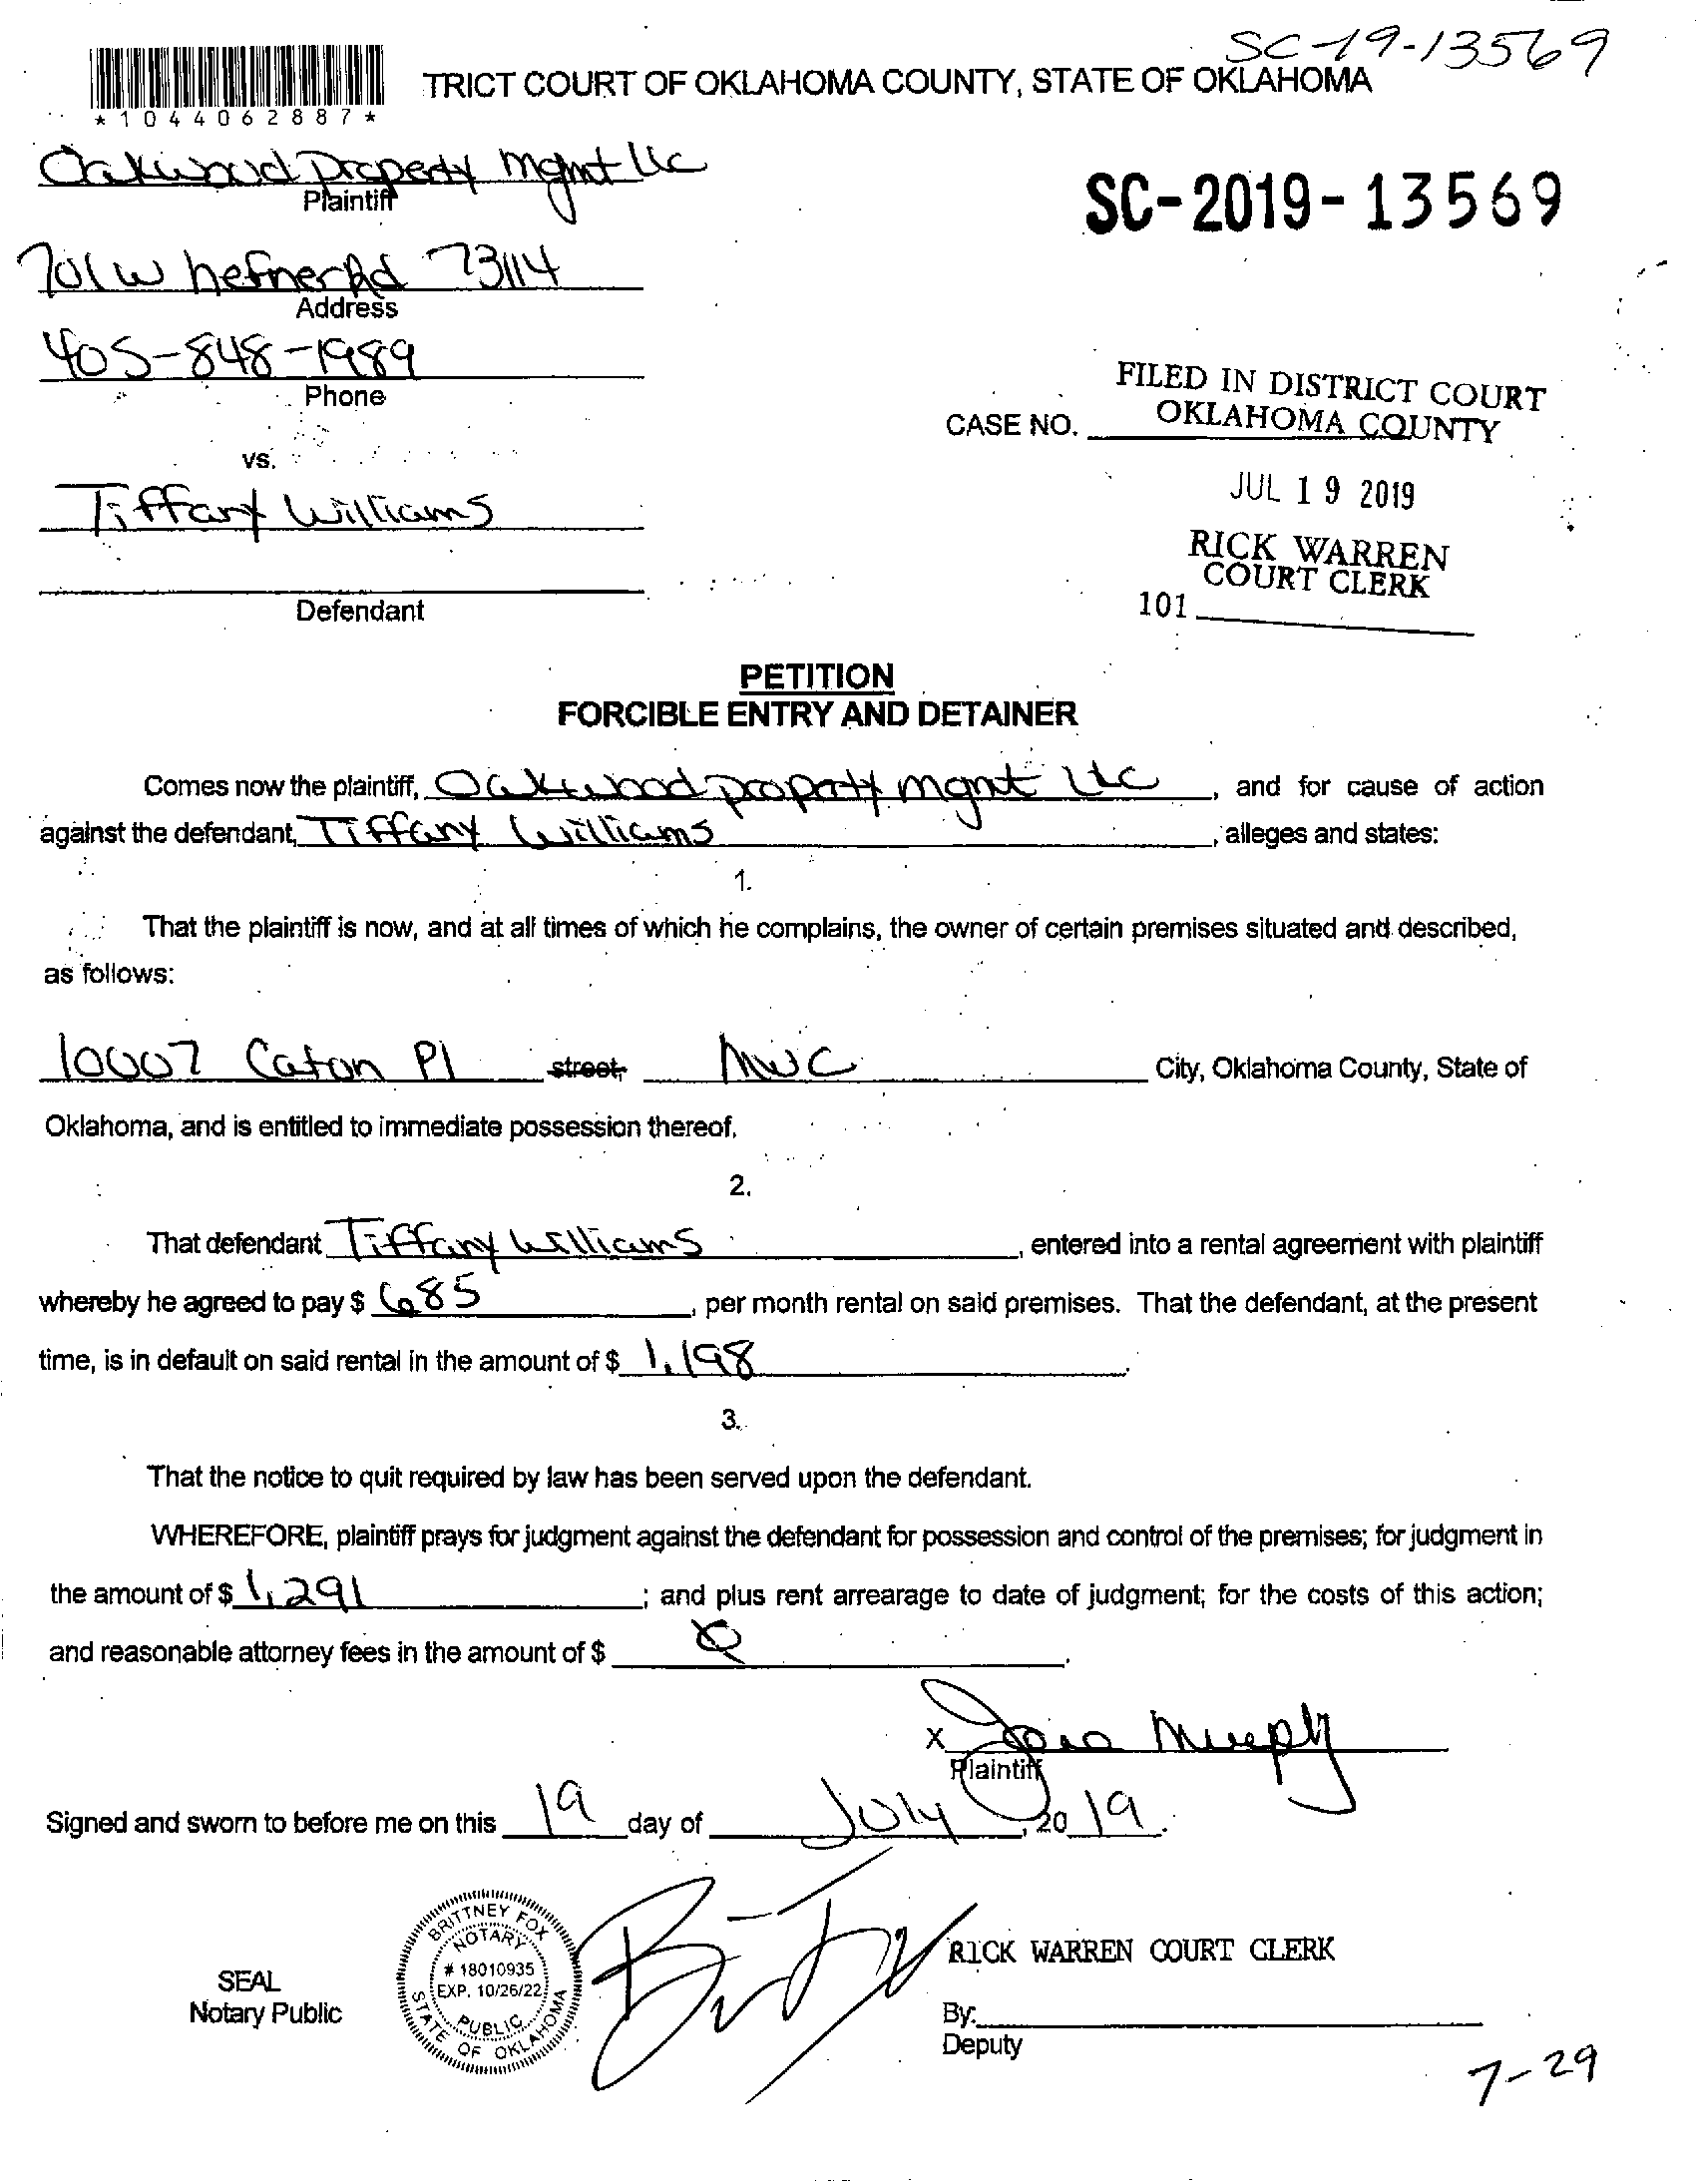 SC-19-13569
TRICT COURT OF OKLAHOMA COUNTY, STATE OF OKLAHOMA
*1044062887*
Oakwood Property mgmt llc
Plaintiff
SC-2019-13569
701 W hefner Rd 73114
Address
405-848-1989
Phone
FILED IN DISTRICT COURT
OKLAHOMA COUNTY
CASE NO.
vs.
JUL 19 2019
Tiffany Williams
RICK WARREN
COURT CLERK
101
Defendant
PETITION
FORCIBLE ENTRY AND DETAINER
Comes now the plaintiff, Oakwood property mgmt llc, and for cause of action
against the defendant, Tiffany Williams, alleges and states:
1.
That the plaintiff is now, and at all times of which he complains, the owner of certain premises situated and described,
as follows:
10007 Caton Pl street, MWC City, Oklahoma County, State of
Oklahoma, and is entitled to immediate possession thereof.
2.
That defendant Tiffany Williams, entered into a rental agreement with plaintiff
whereby he agreed to pay $ 685, per month rental on said premises. That the defendant, at the present
time, is in default on said rental in the amount of $ 1,198.
3.
That the notice to quit required by law has been served upon the defendant.
WHEREFORE, plaintiff prays for judgment against the defendant for possession and control of the premises; for judgment in
the amount of $ 1,291; and plus rent arrearage to date of judgment; for the costs of this action;
and reasonable attorney fees in the amount of $ 0.
x Murphy
Plaintiff
Signed and sworn to before me on this 19 day of July, 2019.
BRITTNEY FOX
NOTARY
# 18010935
EXP. 10/26/22
PUBLIC
STATE OF OKLAHOMA
RICK WARREN COURT CLERK
SEAL
Notary Public
By:
Deputy
7-29